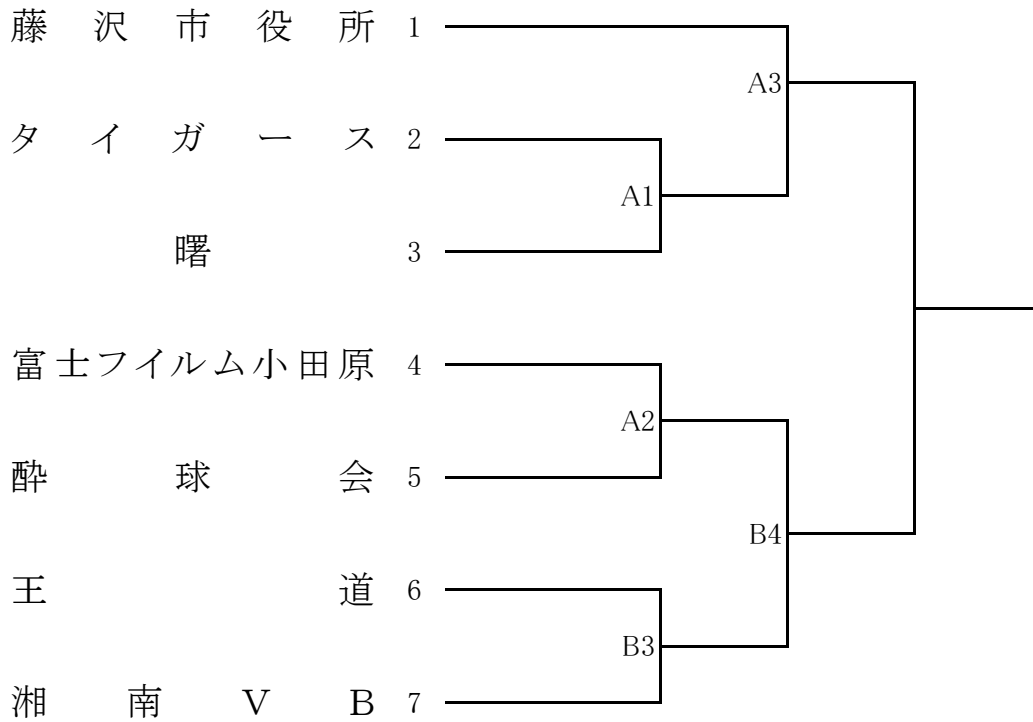 藤沢市役所 1
A3
タイガース 2
A1
曙 3
富士フイルム小田原 4
A2
酔球会 5
B4
王道 6
B3
湘南VB 7